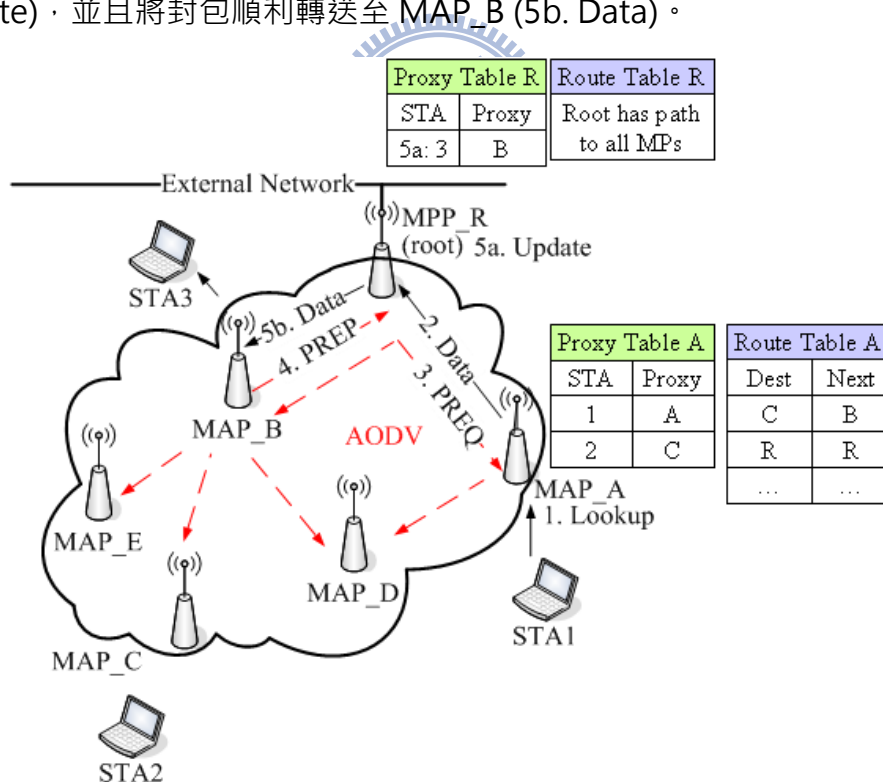 te)，並且將封包順利轉送至 MAP_B (5b. Data)。
Proxy Table R
STA Proxy
5a: 3 B
Route Table R
Root has path
to all MPs
External Network
MPP_R
(root) 5a. Update
STA3
5b. Data
4. PREP
2. Data
3. PREQ
MAP_B
AODV
Proxy Table A
STA Proxy
1 A
2 C
Route Table A
Dest Next
C B
R R
... ...
MAP_A
1. Lookup
MAP_E
MAP_D
STA1
MAP_C
STA2